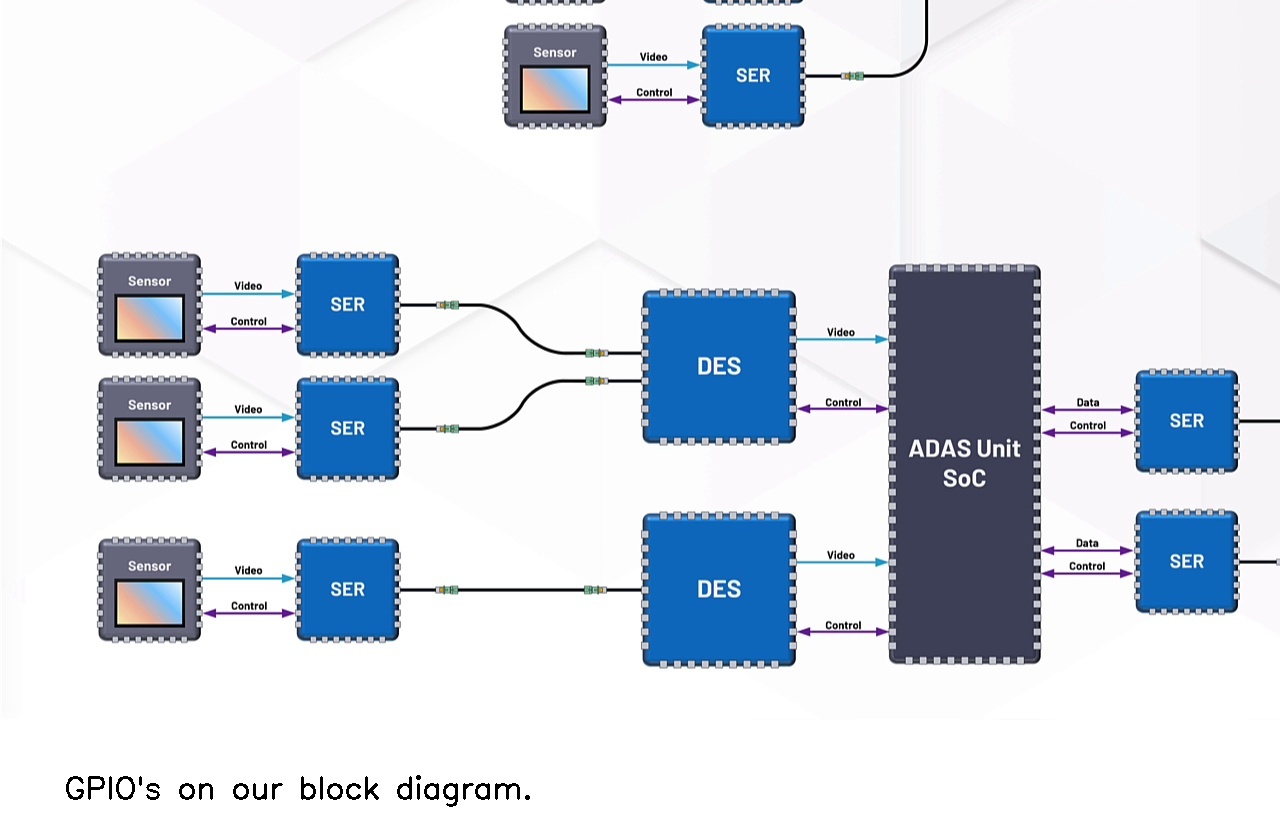 Sensor
Video
Control
SER
Sensor
Video
Control
SER
Sensor
Video
Control
SER
DES
Video
Control
ADAS Unit
SoC
Data
Control
SER
Sensor
Video
Control
SER
DES
Video
Control
Data
Control
SER
GPIO's on our block diagram.